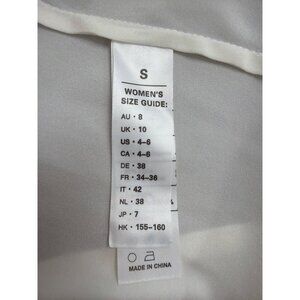 S
WOMEN'S
SIZE GUIDE:
AU • 8
UK • 10
US • 4-6
CA • 4-6
DE • 38
FR • 34-36
IT • 42
NL • 38
JP • 7
HK • 155-160
MADE IN CHINA